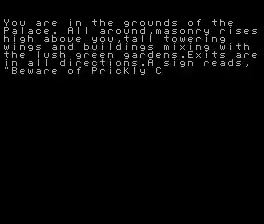 You are in the grounds of the
Palace. All around,masonry rises
high above you,tall towering
wings and buildings mixing with
the lush green gardens.Exits are
in all directions.A sign reads,
"Beware of Prickly C